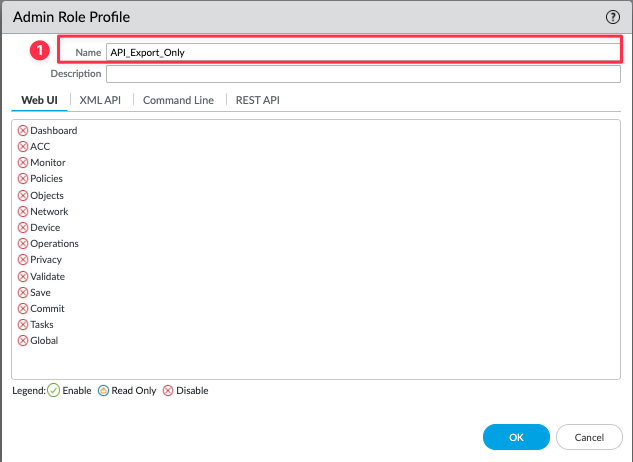 Admin Role Profile
1
Name API_Export_Only
Description
Web UI XML API Command Line REST API
Dashboard
ACC
Monitor
Policies
Objects
Network
Device
Operations
Privacy
Validate
Save
Commit
Tasks
Global
Legend: Enable Read Only Disable
OK Cancel